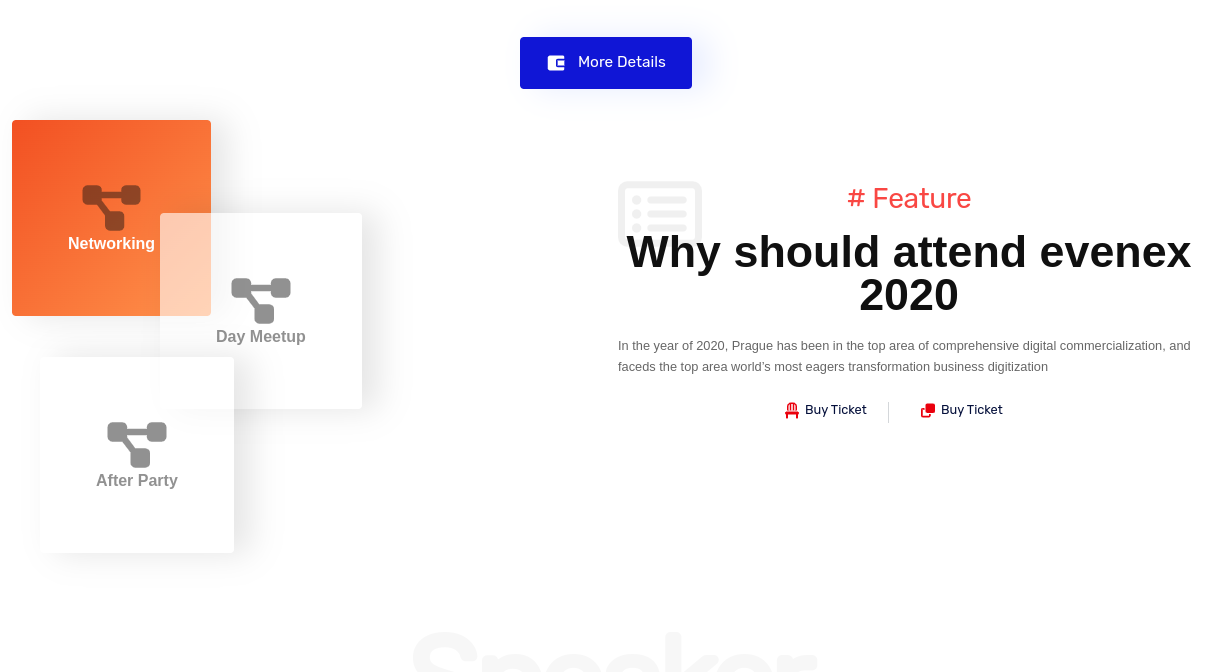 More Details
Networking
Day Meetup
After Party
# Feature
Why should attend evenex
2020
In the year of 2020, Prague has been in the top area of comprehensive digital commercialization, and
faceds the top area world’s most eagers transformation business digitization
Buy Ticket
Buy Ticket
Speaker